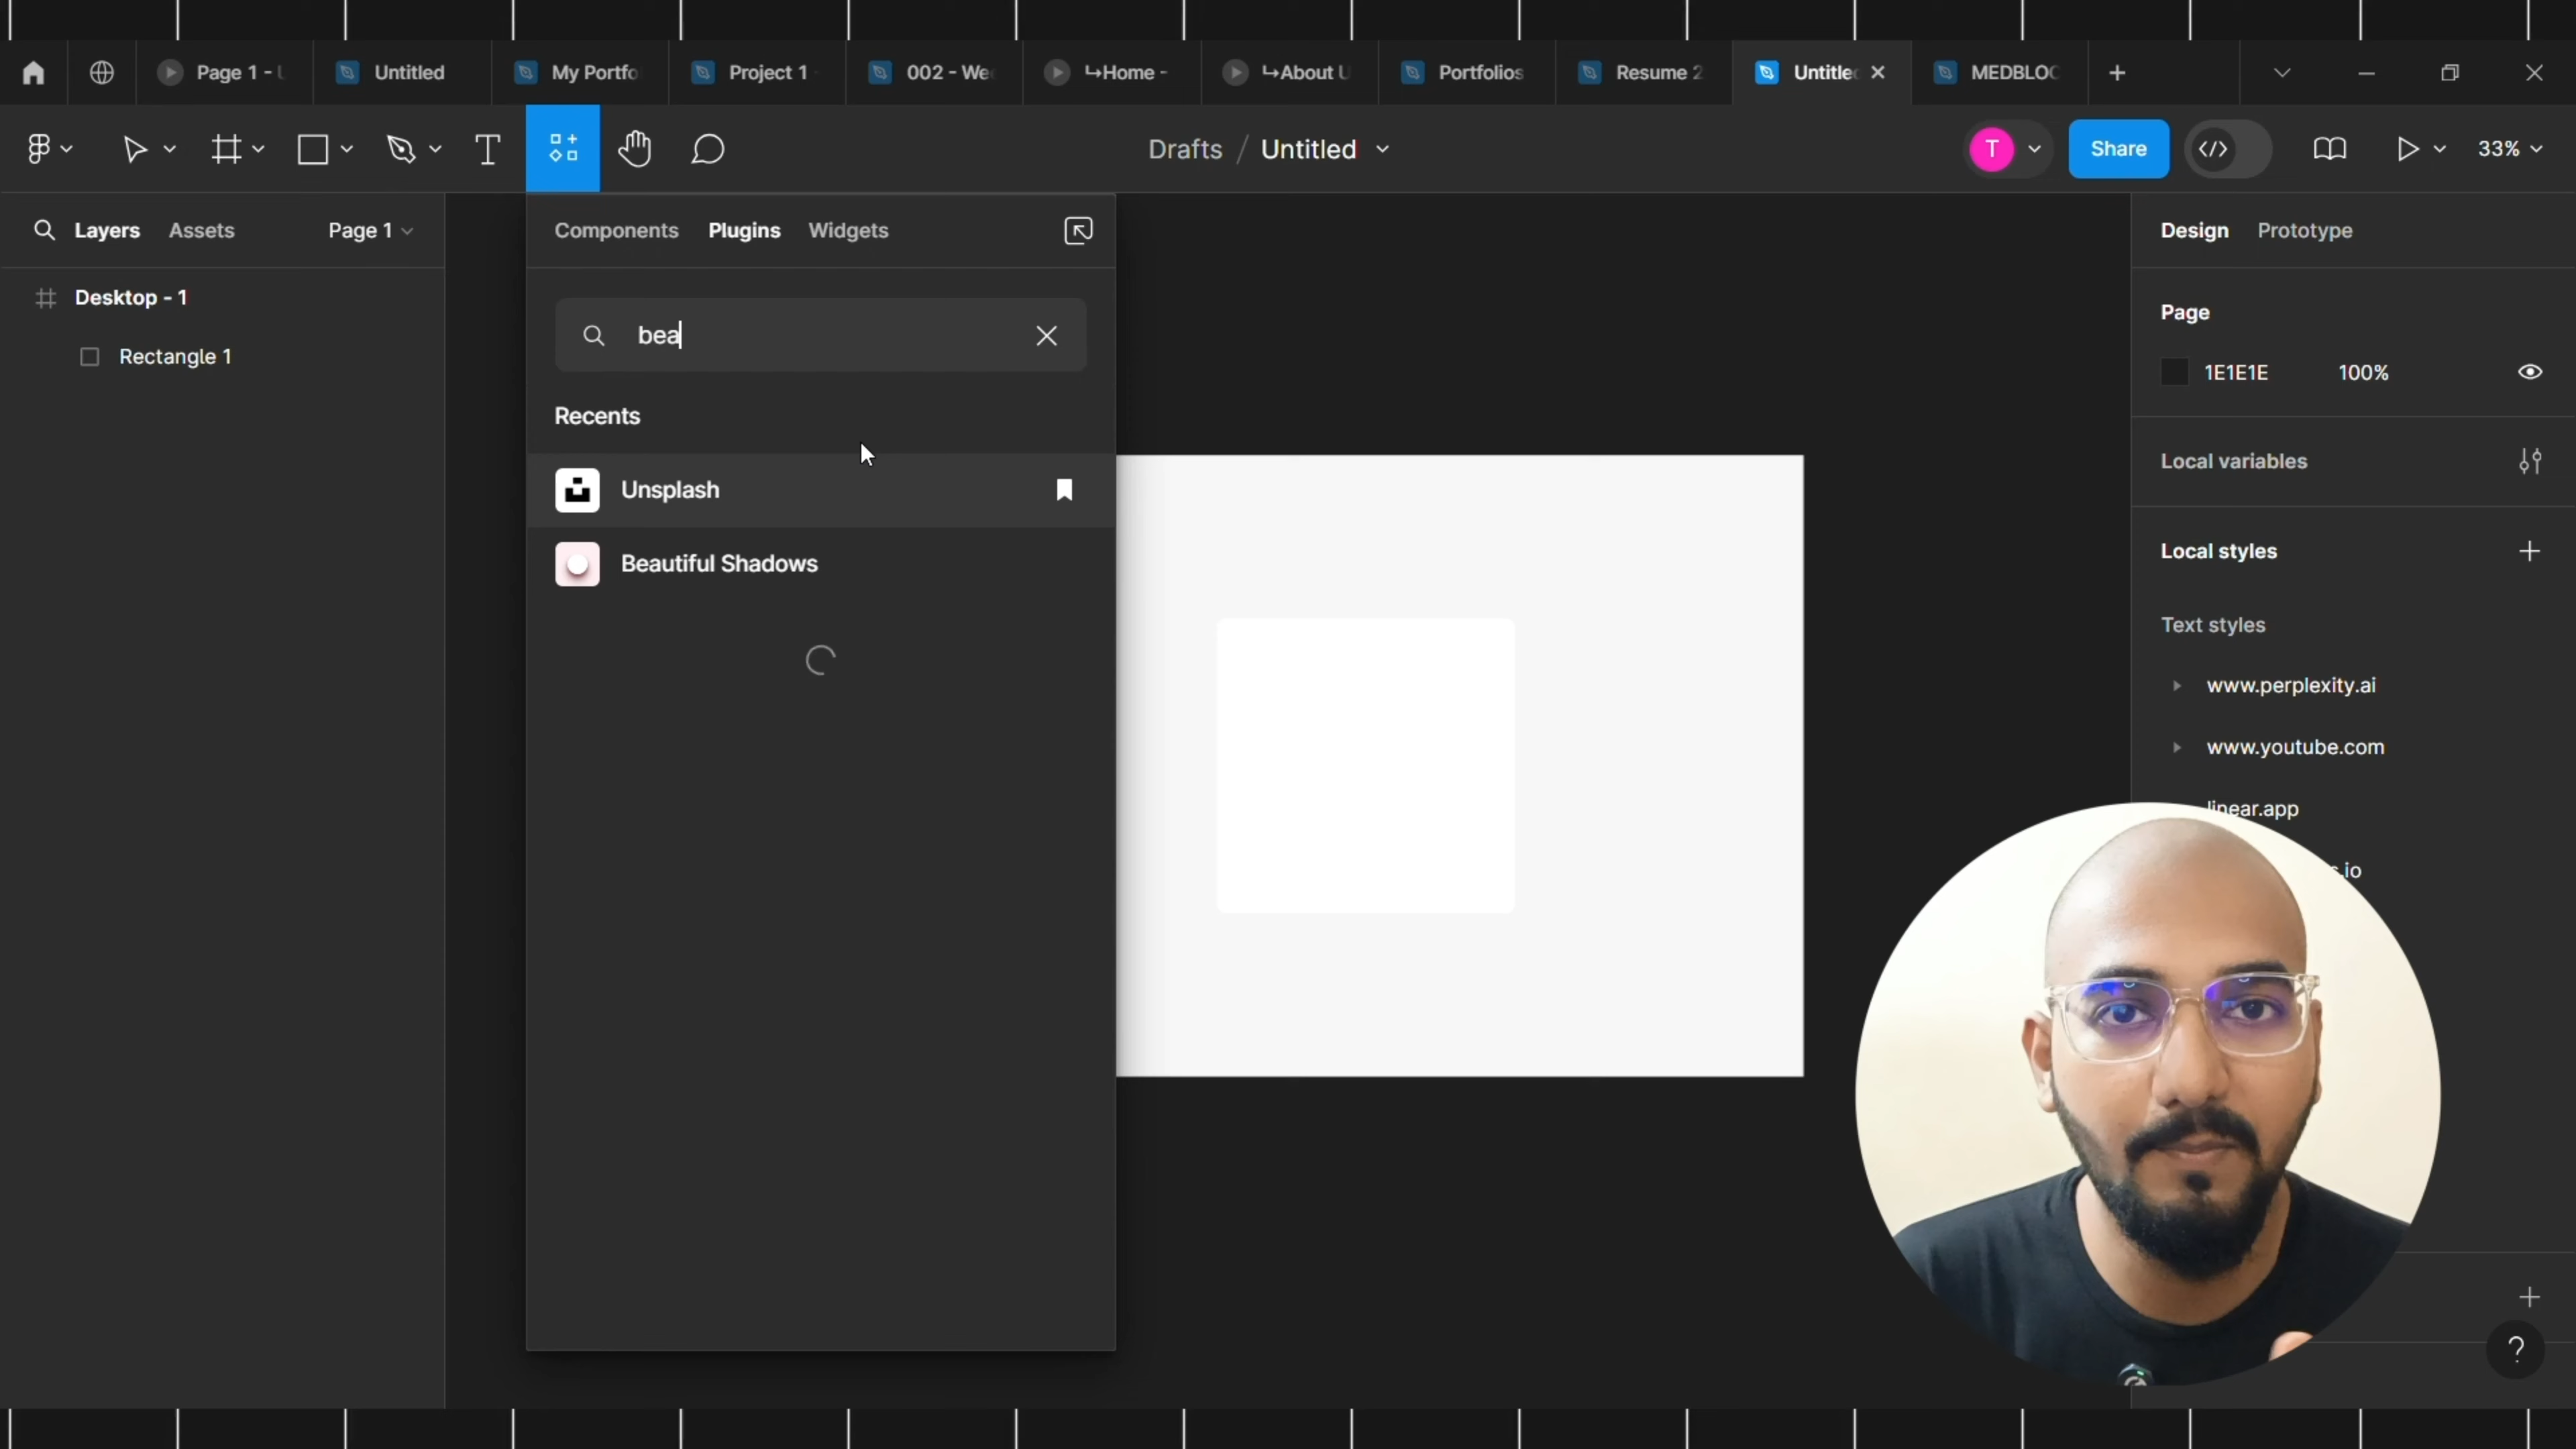 Page 1 - 
Untitled
My Portfo
Project 1
002 - We
↳Home -
↳About U
Portfolios
Resume 2
Untitle
MEDBLOC
T
Drafts / Untitled
T
Share
33%
Layers
Assets
Page 1
Desktop - 1
Rectangle 1
Components
Plugins
Widgets
bea
Recents
Unsplash
Beautiful Shadows
Design
Prototype
Page
1E1E1E
100%
Local variables
Local styles
Text styles
www.perplexity.ai
www.youtube.com
linear.app
.io
?